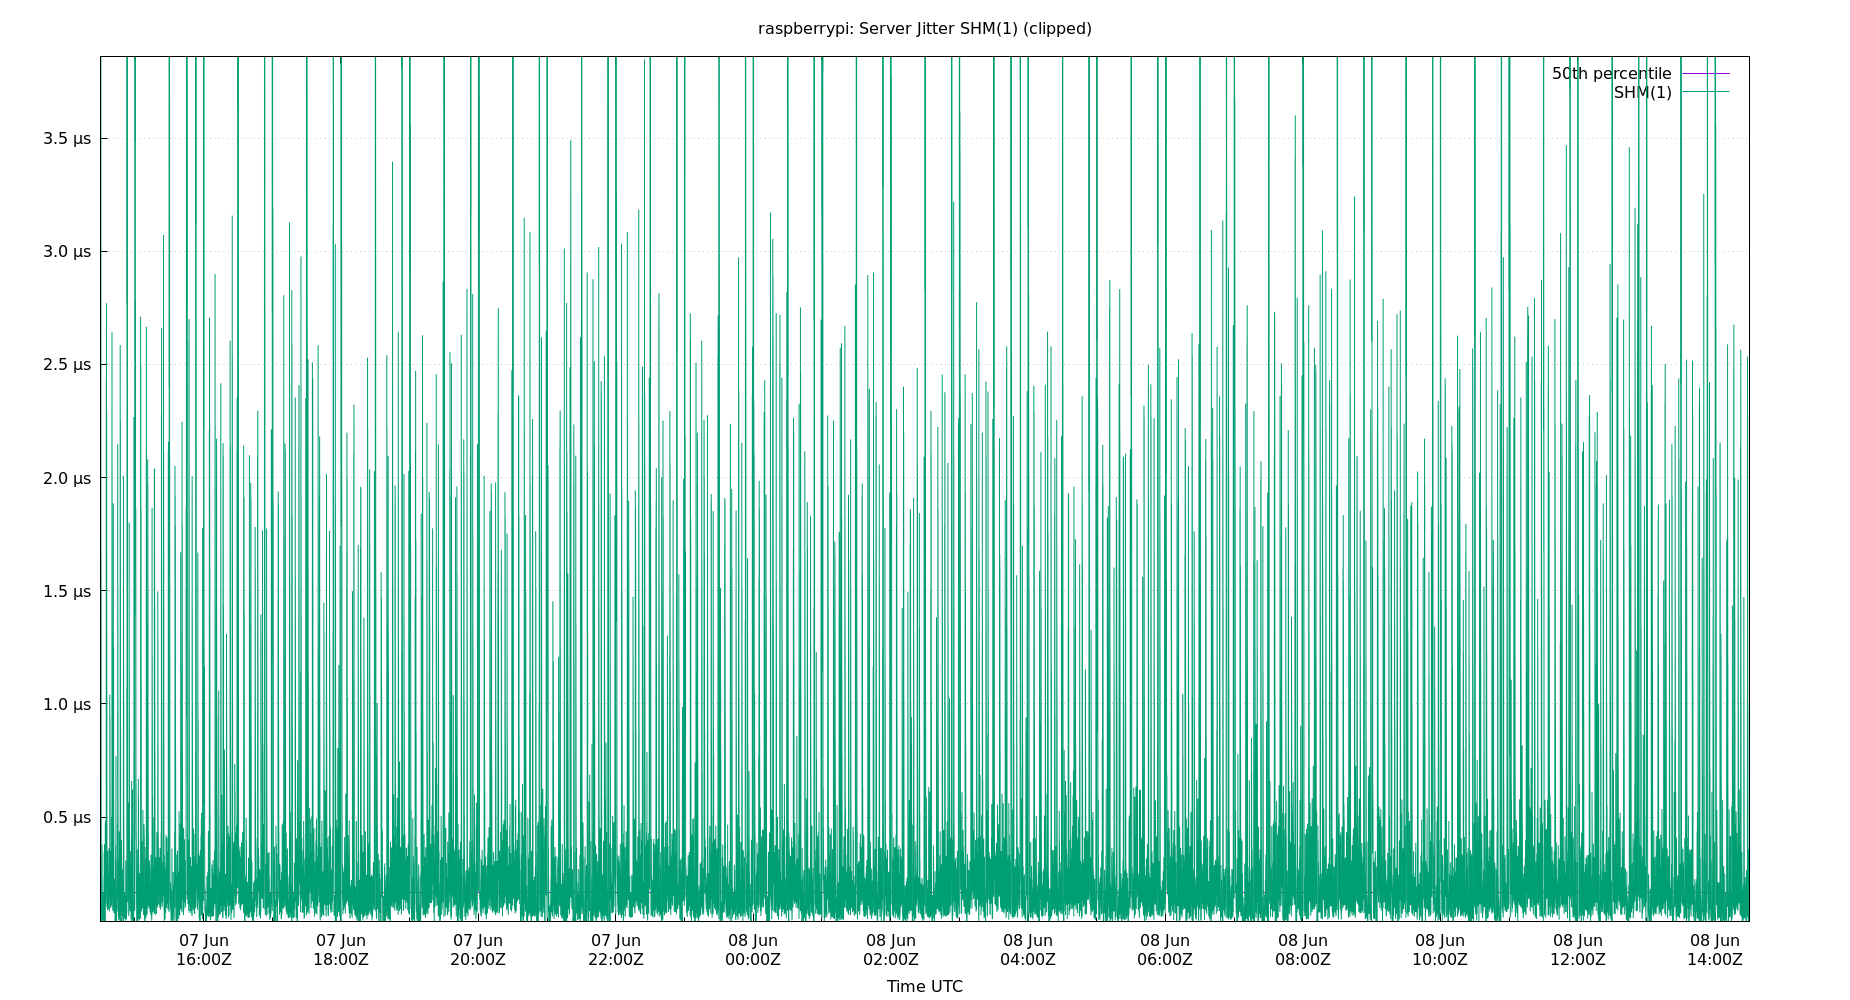 raspberrypi: Server Jitter SHM(1) (clipped)
50th percentile
SHM(1)
3.5 µs
3.0 µs
2.5 µs
2.0 µs
1.5 µs
1.0 µs
0.5 µs
07 Jun 07 Jun 07 Jun 07 Jun 08 Jun 08 Jun 08 Jun 08 Jun 08 Jun 08 Jun 08 Jun 08 Jun
16:00Z 18:00Z 20:00Z 22:00Z 00:00Z 02:00Z 04:00Z 06:00Z 08:00Z 10:00Z 12:00Z 14:00Z
Time UTC